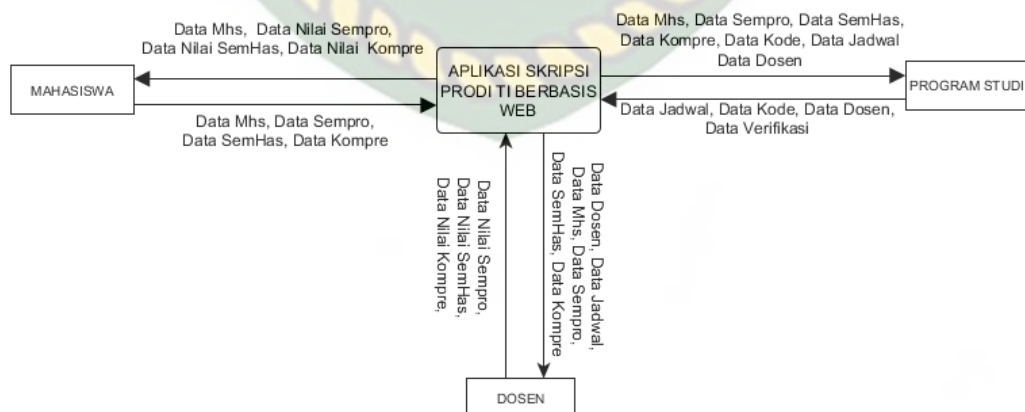 Data Mhs, Data Nilai Sempro,
Data Nilai SemHas, Data Nilai Kompre
MAHASISWA
Data Mhs, Data Sempro,
Data SemHas, Data Kompre
APLIKASI SKRIPSI
PRODI TI BERBASIS
WEB
Data Mhs, Data Sempro, Data SemHas,
Data Kompre, Data Kode, Data Jadwal
Data Dosen
PROGRAM STUDI
Data Jadwal, Data Kode, Data Dosen,
Data Verifikasi
Data Nilai Sempro,
Data Nilai SemHas,
Data Nilai Kompre,
Data Dosen, Data Jadwal,
Data Mhs, Data Sempro,
Data SemHas, Data Kompre
DOSEN